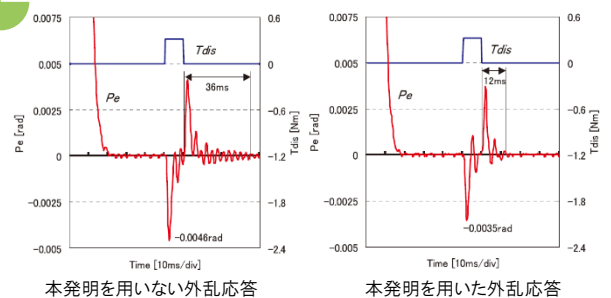 0.0075
0.005
0.0025
0
-0.0025
-0.005
Pe [rad]
0.6
0
-0.6
-1.2
-1.8
-2.4
Tdis [Nm]
Tdis
36ms
Pe
-0.0046rad
Time [10ms/div]
本発明を用いない外乱応答
0.0075
0.005
0.0025
0
-0.0025
-0.005
Pe [rad]
0.6
0
-0.6
-1.2
-1.8
-2.4
Tdis [Nm]
Tdis
12ms
Pe
-0.0035rad
Time [10ms/div]
本発明を用いた外乱応答